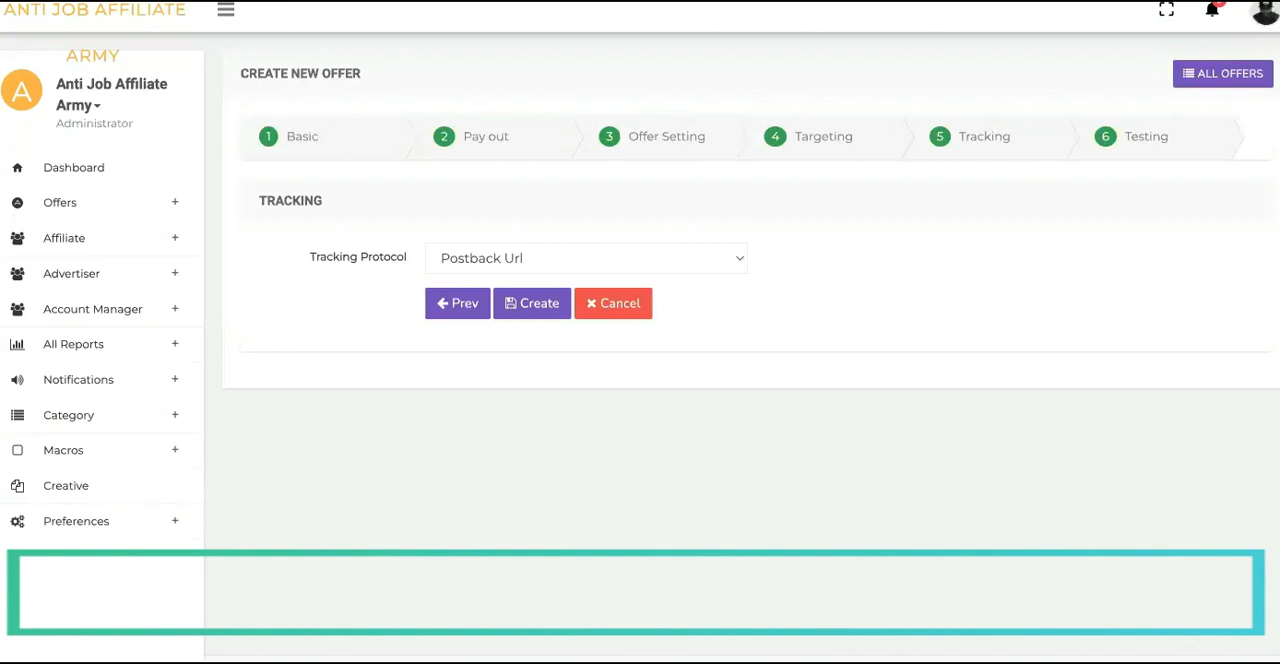 ANTI JOB AFFILIATE
ARMY
A
Anti Job Affiliate
Army
Administrator
Dashboard
Offers +
Affiliate +
Advertiser +
Account Manager +
All Reports +
Notifications +
Category +
Macros +
Creative
Preferences +
CREATE NEW OFFER
ALL OFFERS
1 Basic
2 Pay out
3 Offer Setting
4 Targeting
5 Tracking
6 Testing
TRACKING
Tracking Protocol
Postback Url
Prev
Create
Cancel